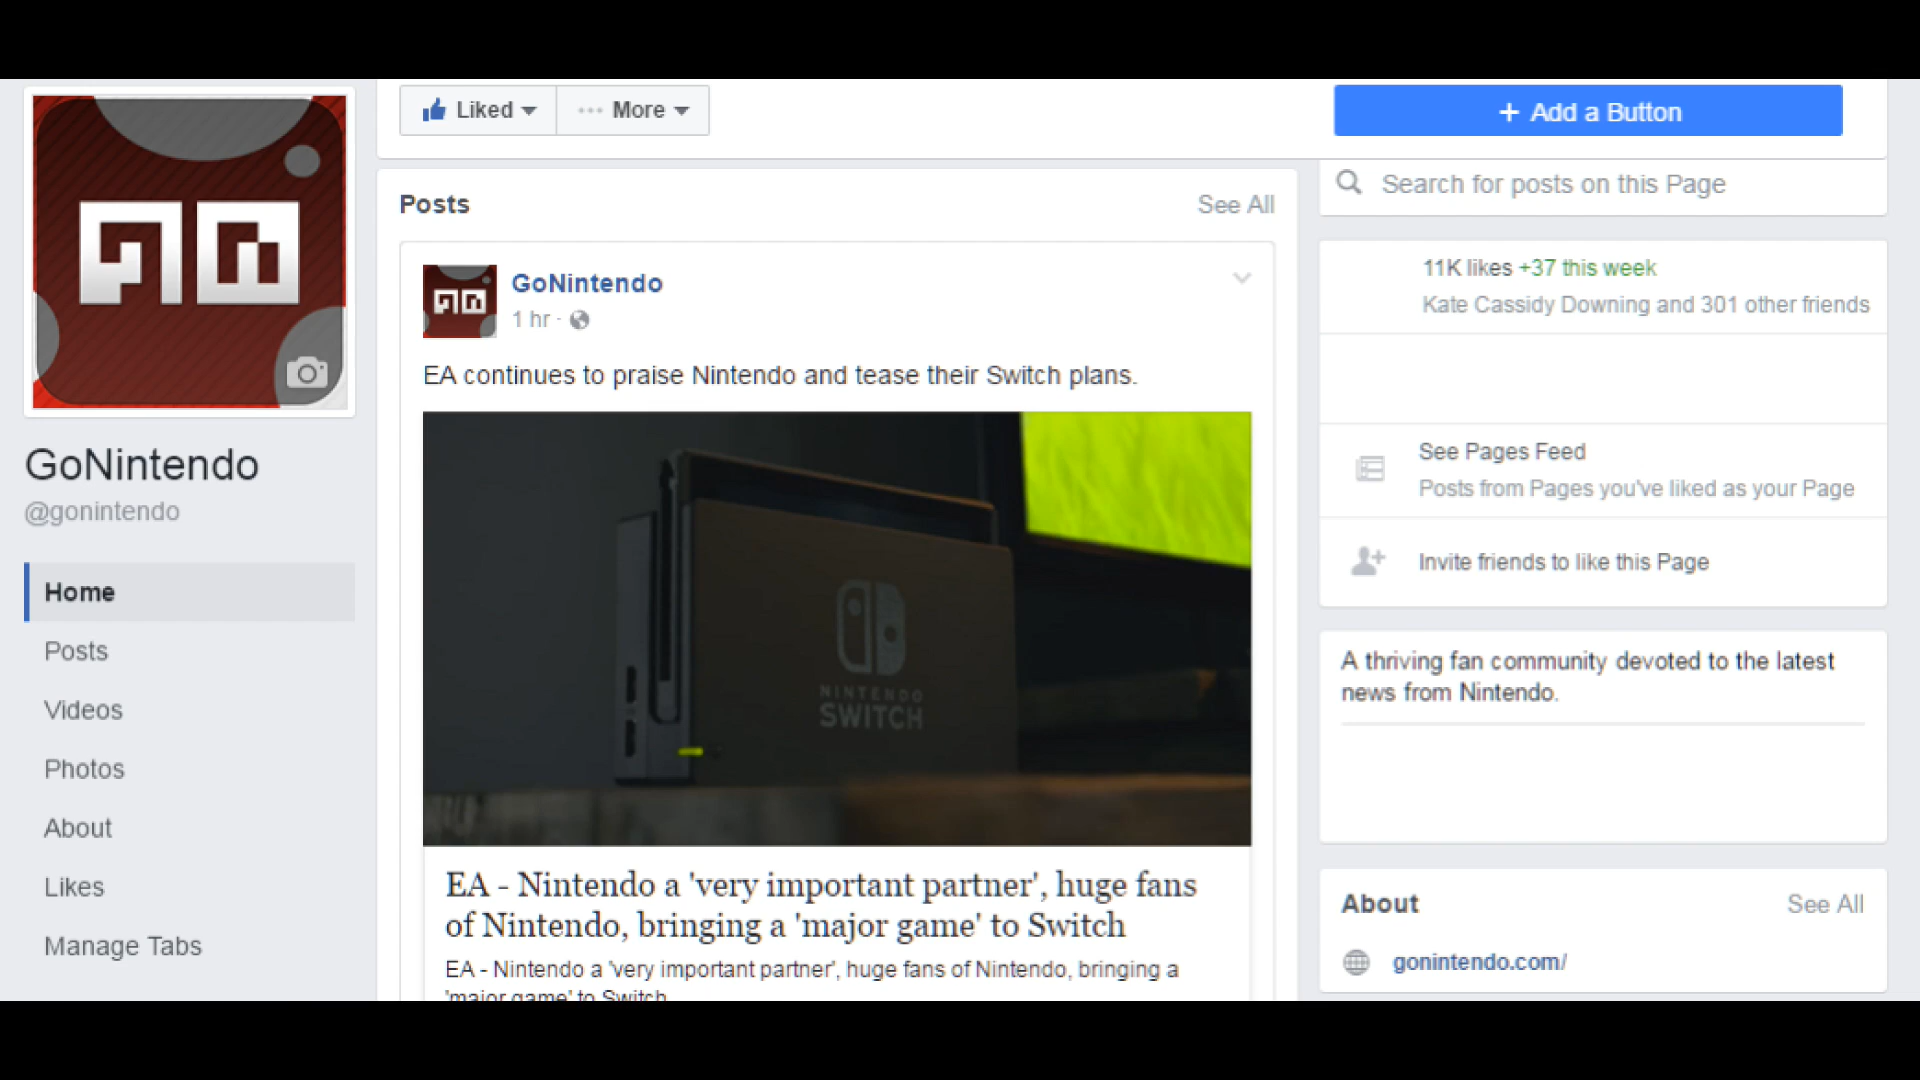 Liked
More
+ Add a Button
GoNintendo
@gonintendo
Home
Posts
Videos
Photos
About
Likes
Manage Tabs
Posts
See All
GoNintendo
1 hr ·
EA continues to praise Nintendo and tease their Switch plans.
NINTENDO
SWITCH
EA - Nintendo a 'very important partner', huge fans
of Nintendo, bringing a 'major game' to Switch
EA - Nintendo a 'very important partner', huge fans of Nintendo, bringing a
'major game' to Switch
Search for posts on this Page
11K likes +37 this week
Kate Cassidy Downing and 301 other friends
See Pages Feed
Posts from Pages you've liked as your Page
Invite friends to like this Page
A thriving fan community devoted to the latest
news from Nintendo.
About
See All
gonintendo.com/